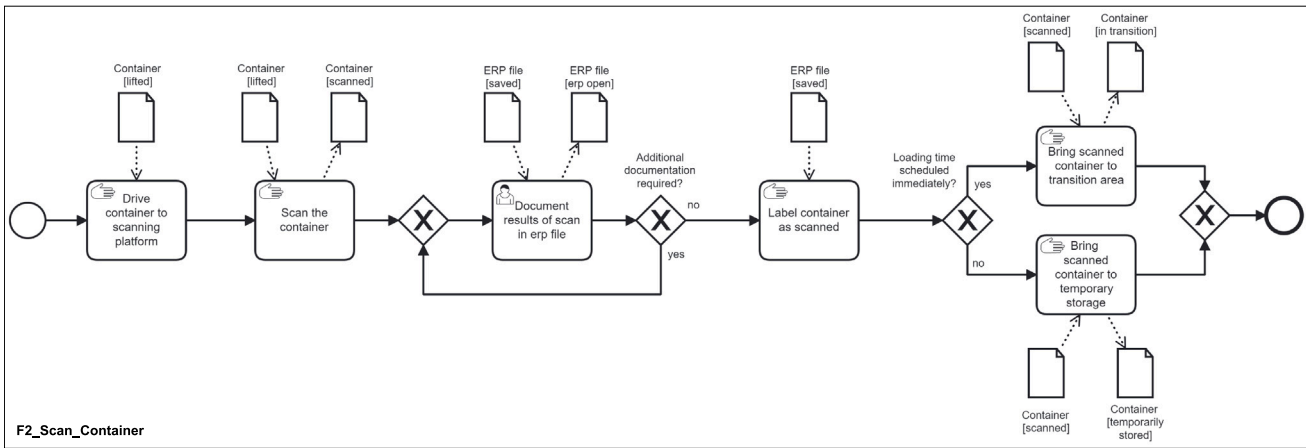 Container
[lifted]
Container
[lifted]
Container
[scanned]
ERP file
[saved]
ERP file
[erp open]
ERP file
[saved]
Container
[scanned]
Container
[in transition]
Drive
container to
scanning
platform
Scan the
container
X
Document
results of scan
in erp file
Additional
documentation
required?
X
no
yes
Label container
as scanned
Loading time
scheduled
immediately?
X
yes
no
Bring scanned
container to
transition area
Bring
scanned
container to
temporary
storage
X
Container
[scanned]
Container
[temporarily
stored]
F2_Scan_Container